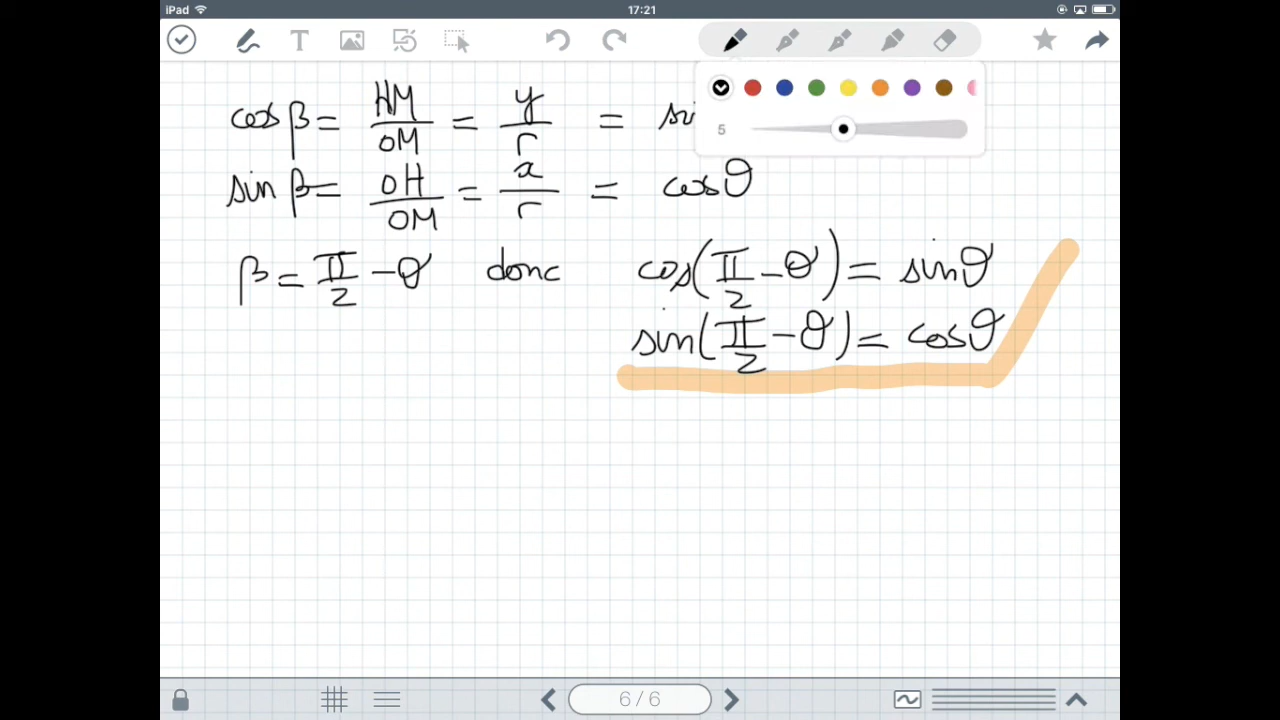 iPad 17:21
5
cos β = HM/OM = y/r = sin
sin β = OH/OM = x/r = cos θ
β = π/2 − θ donc cos(π/2 − θ) = sin θ
sin(π/2 − θ) = cos θ
6 / 6